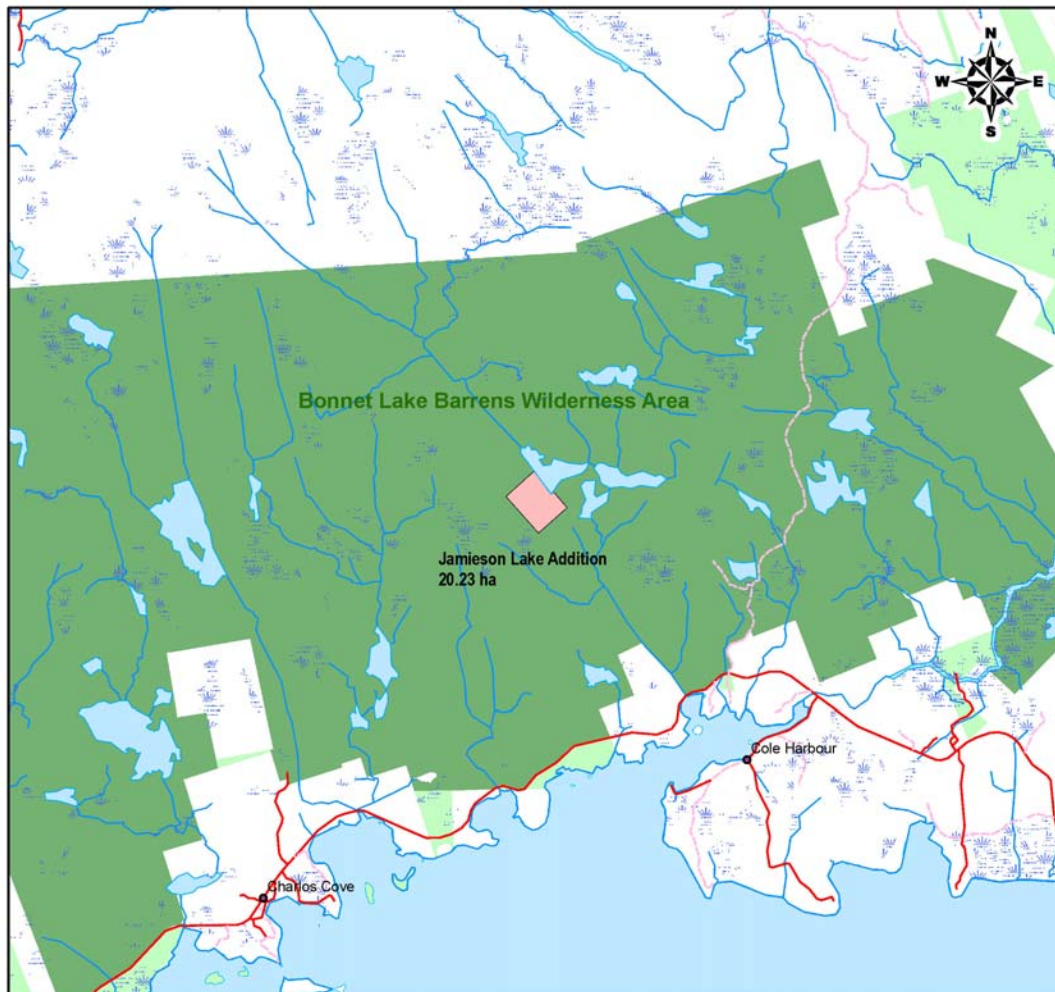 N
W E
S
Bonnet Lake Barrens Wilderness Area
Jamieson Lake Addition
20.23 ha
Cole Harbour
Charlos Cove